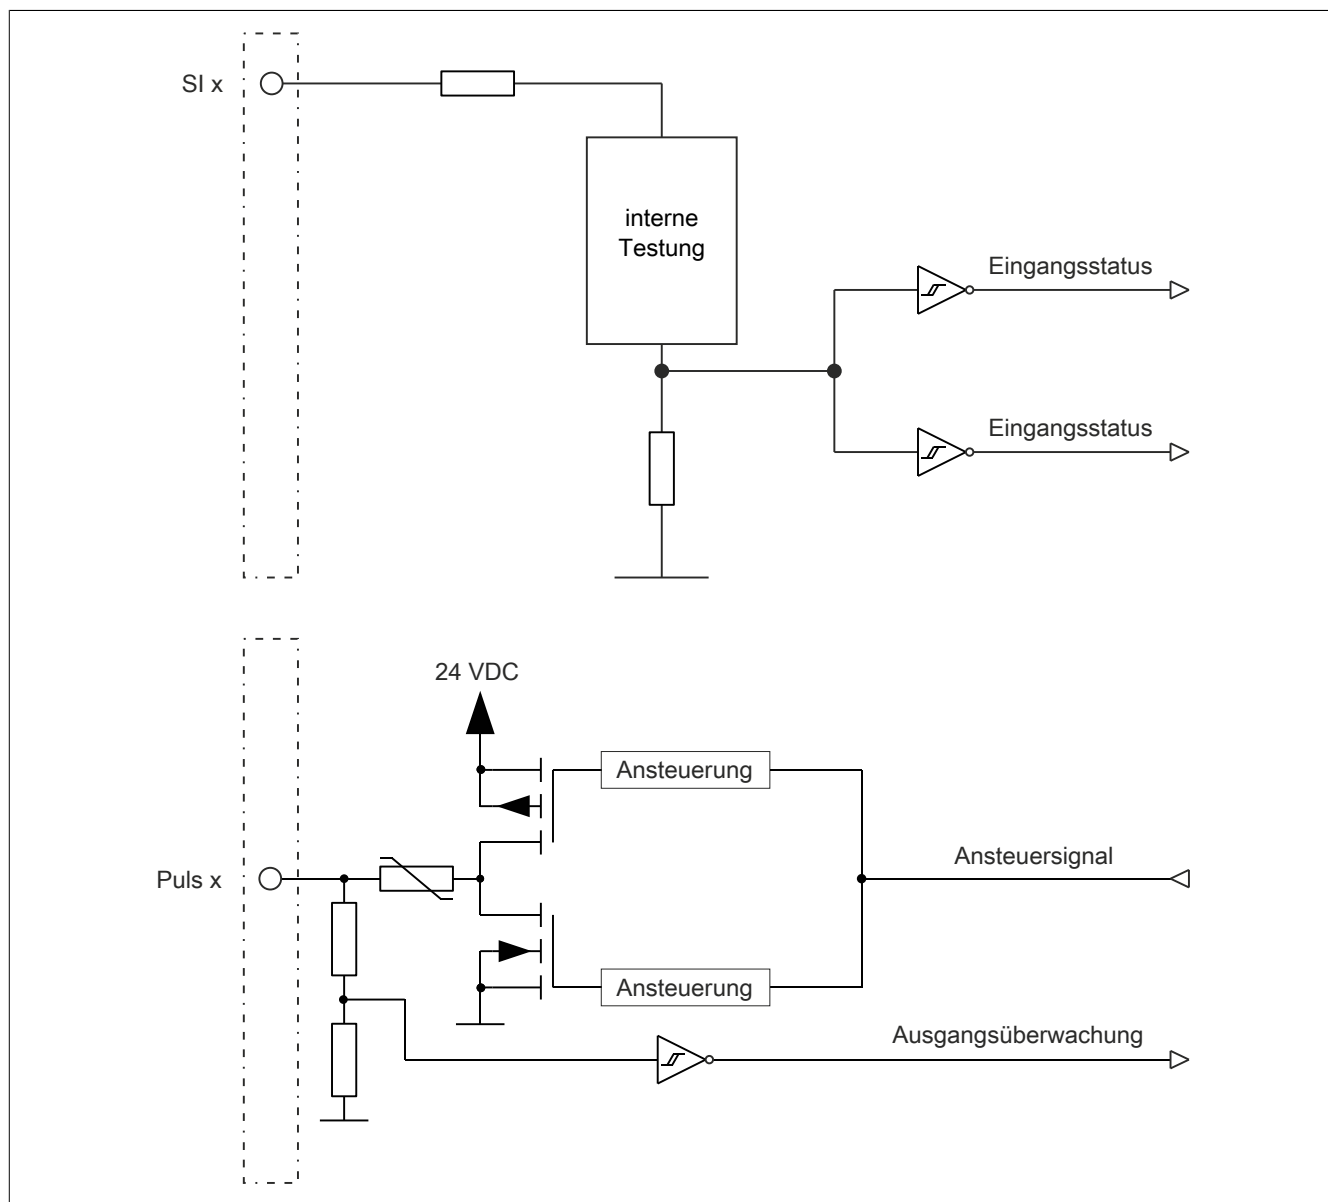 SI x
interne
Testung
Eingangsstatus
Eingangsstatus
24 VDC
Ansteuerung
Ansteuersignal
Puls x
Ansteuerung
Ausgangsüberwachung